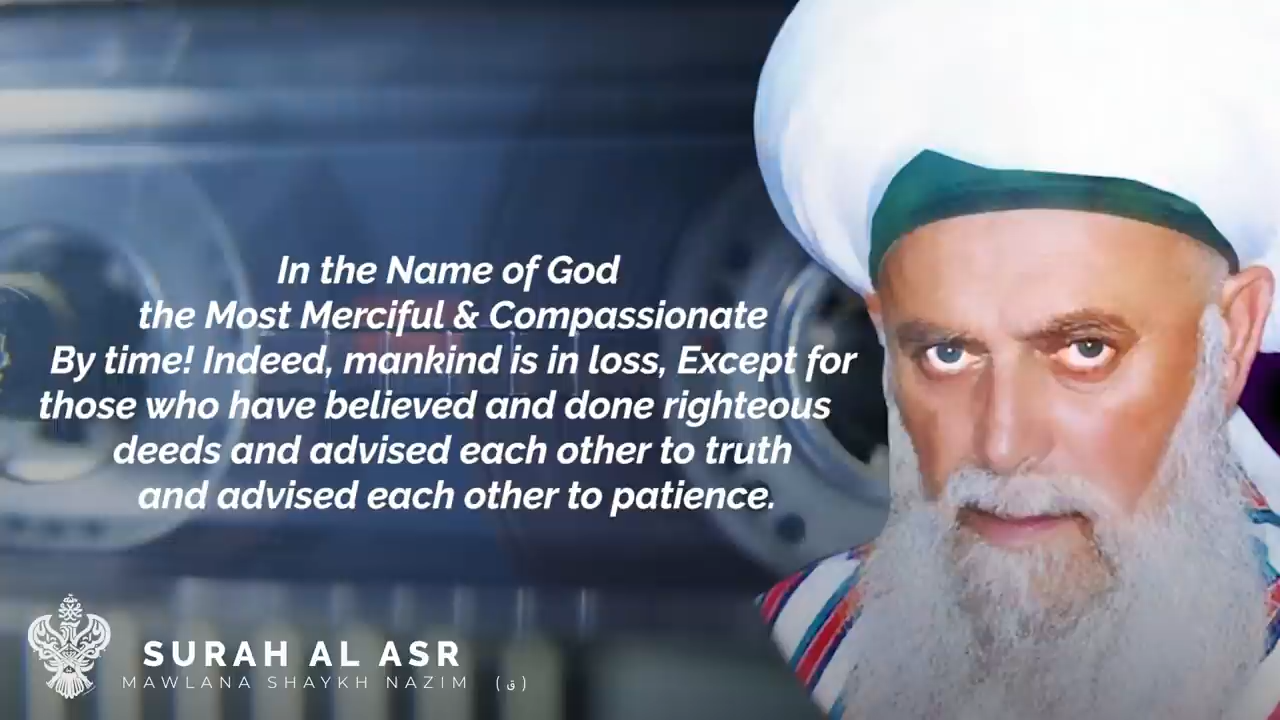 In the Name of God
the Most Merciful & Compassionate
By time! Indeed, mankind is in loss, Except for
those who have believed and done righteous
deeds and advised each other to truth
and advised each other to patience.
SURAH AL ASR
MAWLANA SHAYKH NAZIM (ق)